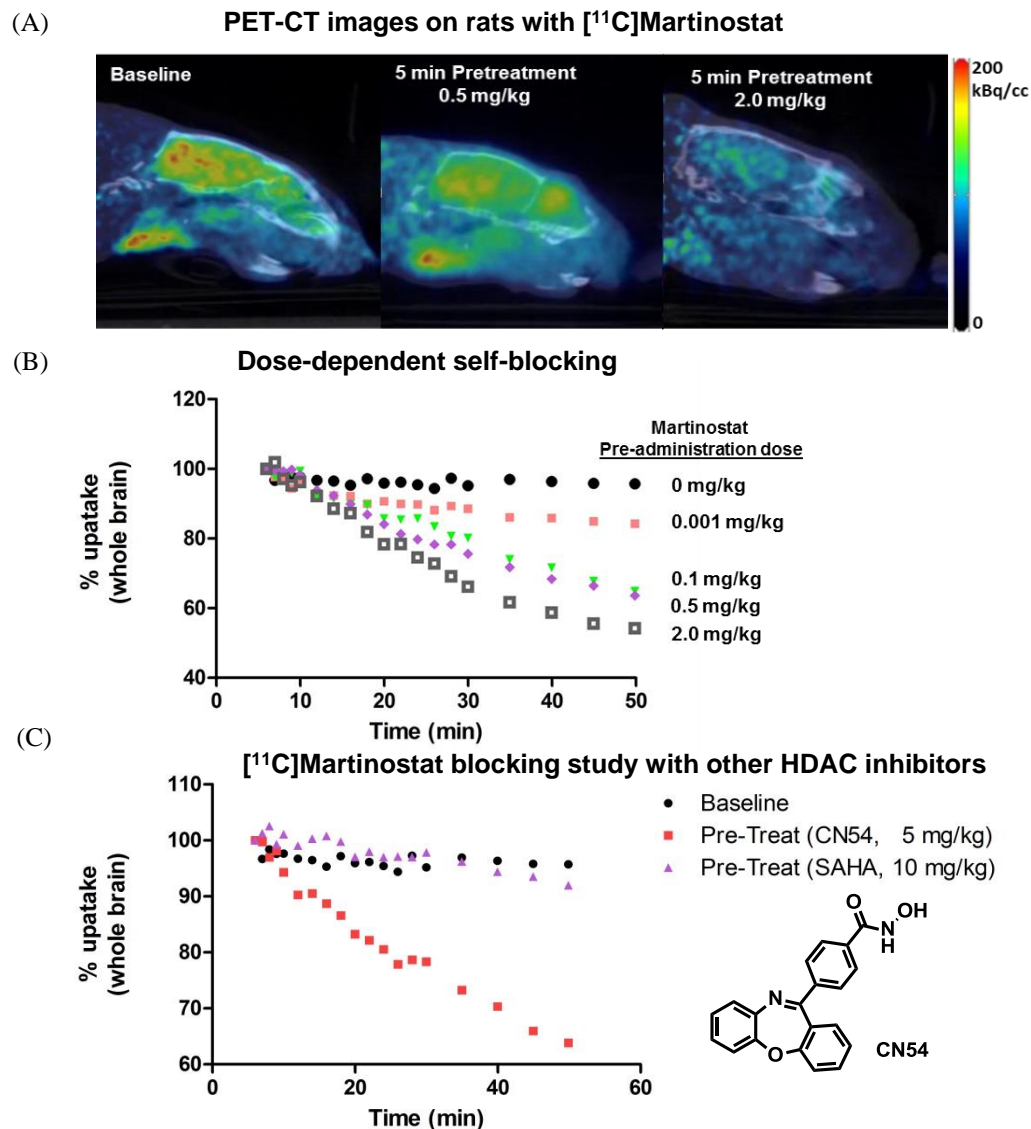 (A)
PET-CT images on rats with [¹¹C]Martinostat
Baseline
5 min Pretreatment
0.5 mg/kg
5 min Pretreatment
2.0 mg/kg
200
kBq/cc
0
(B)
Dose-dependent self-blocking
% upatake
(whole brain)
120
100
80
60
40
0
10
20
30
40
50
Time (min)
Martinostat
Pre-administration dose
0 mg/kg
0.001 mg/kg
0.1 mg/kg
0.5 mg/kg
2.0 mg/kg
(C)
[¹¹C]Martinostat blocking study with other HDAC inhibitors
% upatake
(whole brain)
110
100
90
80
70
60
0
20
40
60
Time (min)
Baseline
Pre-Treat (CN54, 5 mg/kg)
Pre-Treat (SAHA, 10 mg/kg)
O
OH
N
H
N
O
CN54